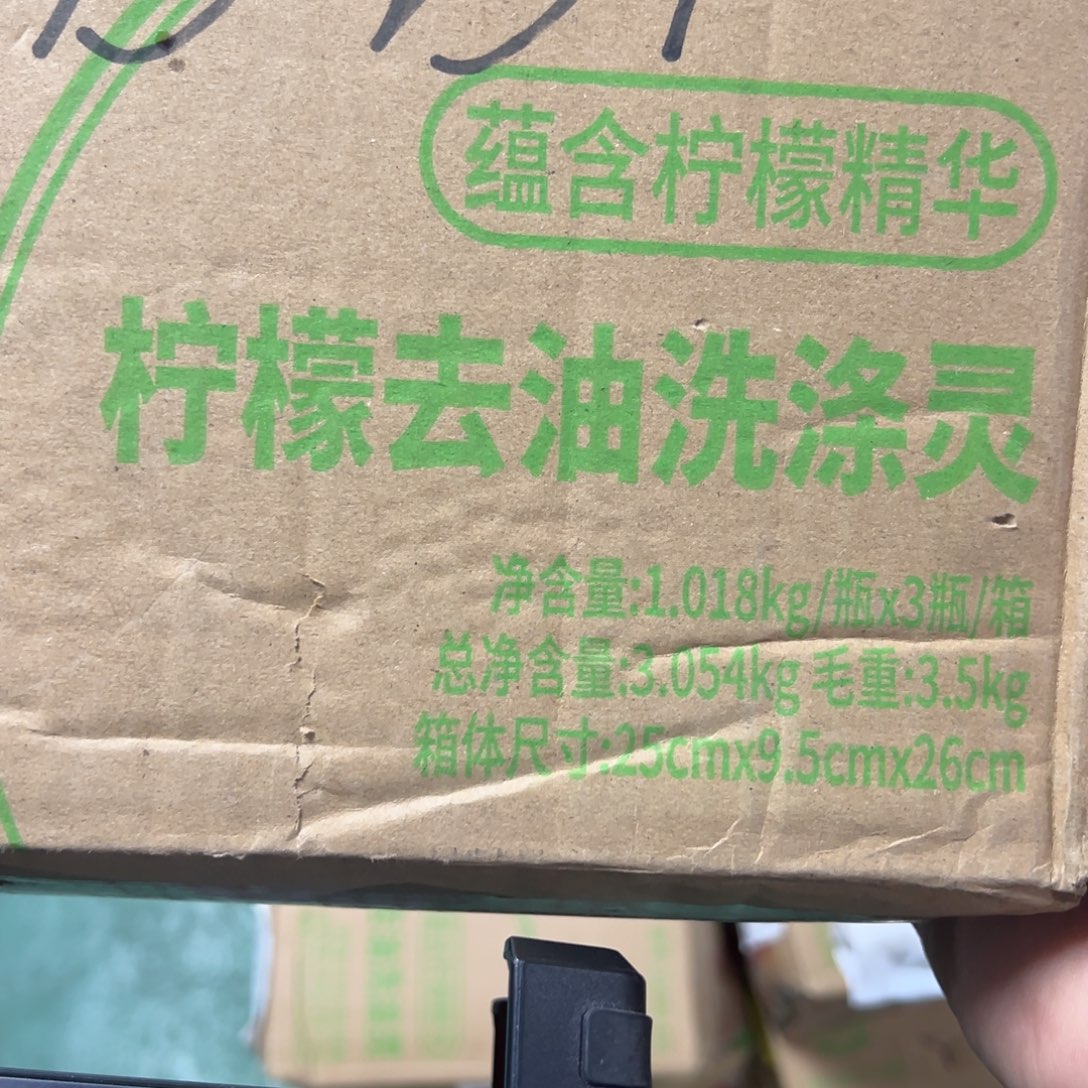 蕴含柠檬精华
柠檬去油洗涤灵
净含量:1.018kg/瓶x3瓶/箱
总净含量:3.054kg 毛重:3.5kg
箱体尺寸:25cmx9.5cmx26cm